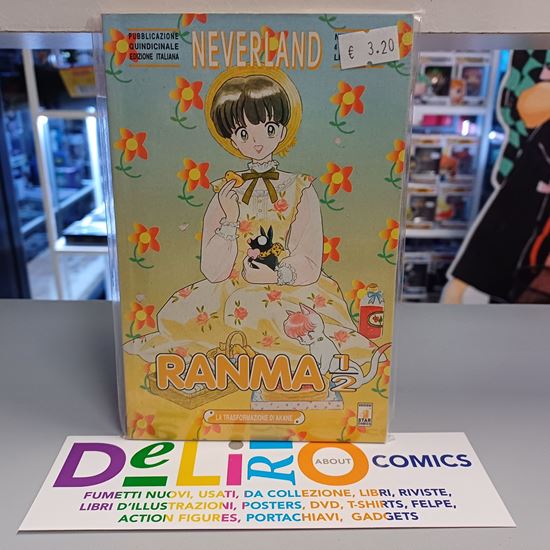 PUBBLICAZIONE
QUINDICINALE
EDIZIONE ITALIANA
NEVERLAND
€ 3.20
RANMA 1/2
LA TRASFORMAZIONE DI AKANE
STAR
DeLiRiO ABOUT COMICS
FUMETTI NUOVI, USATI, DA COLLEZIONE, LIBRI, RIVISTE,
LIBRI D'ILLUSTRAZIONI, POSTERS, DVD, T-SHIRTS, FELPE,
ACTION FIGURES, PORTACHIAVI, GADGETS